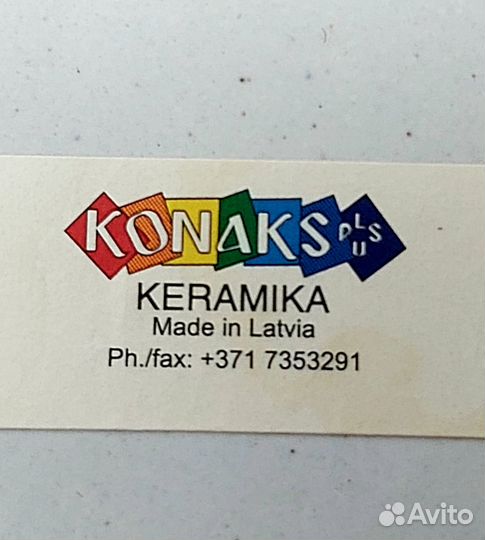 KONAKS PLUS
KERAMIKA
Made in Latvia
Ph./fax: +371 7353291
Avito